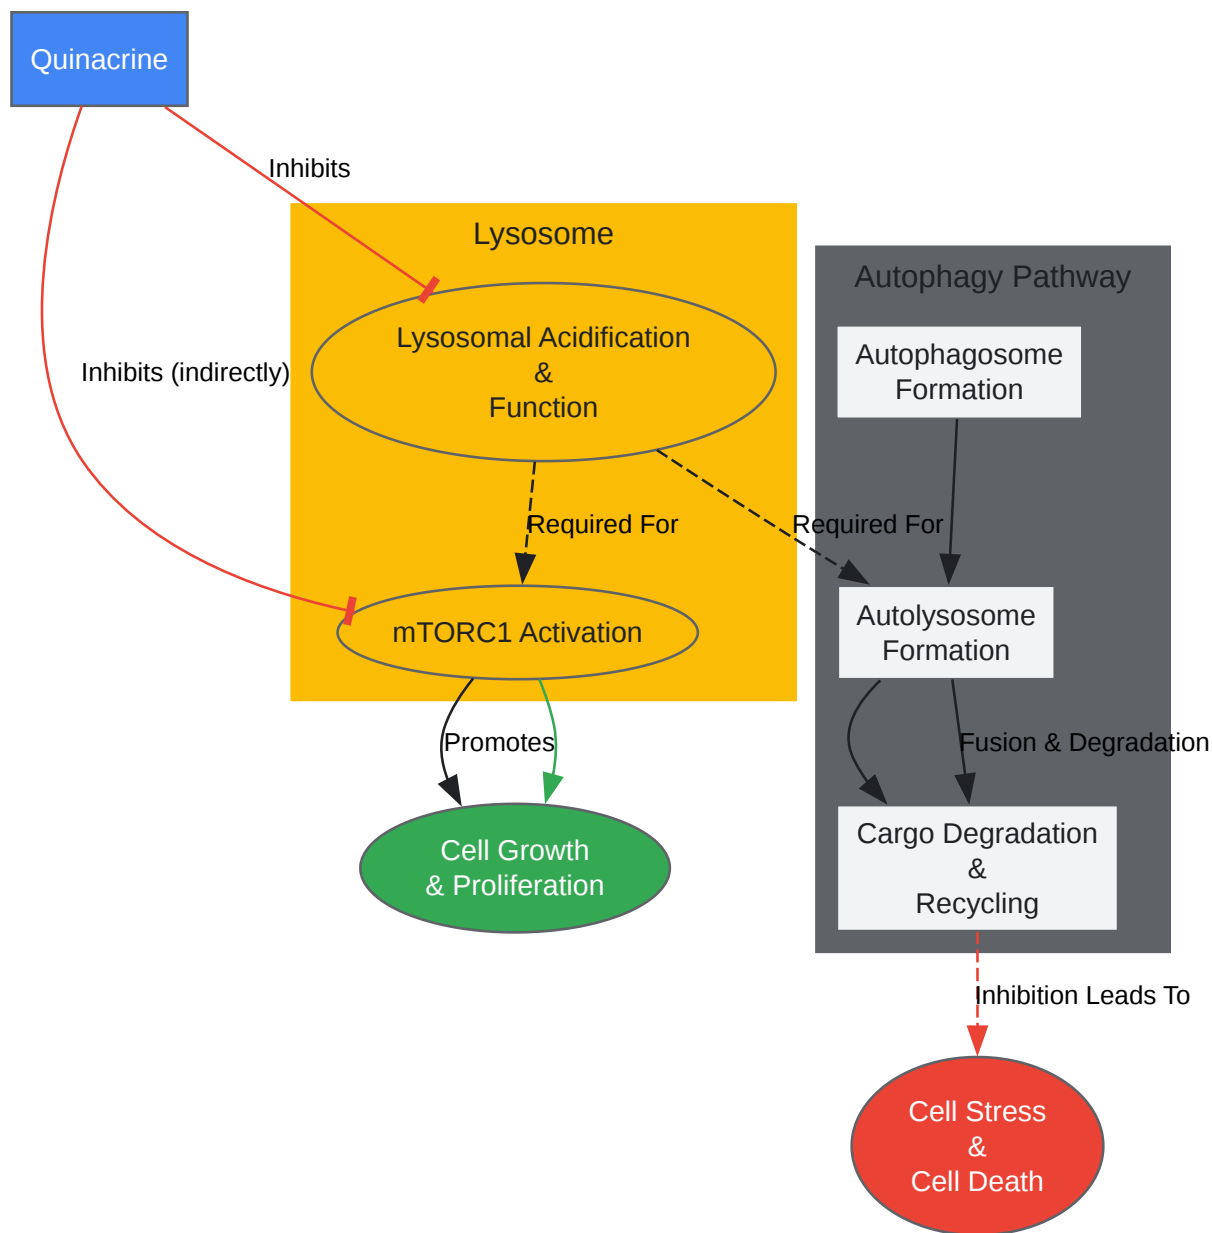 Quinacrine
Inhibits
Lysosome
Autophagy Pathway
Lysosomal Acidification
&
Function
Autophagosome
Formation
Inhibits (indirectly)
Required For
Required For
mTORC1 Activation
Autolysosome
Formation
Promotes
Fusion & Degradation
Cell Growth
& Proliferation
Cargo Degradation
&
Recycling
Inhibition Leads To
Cell Stress
&
Cell Death